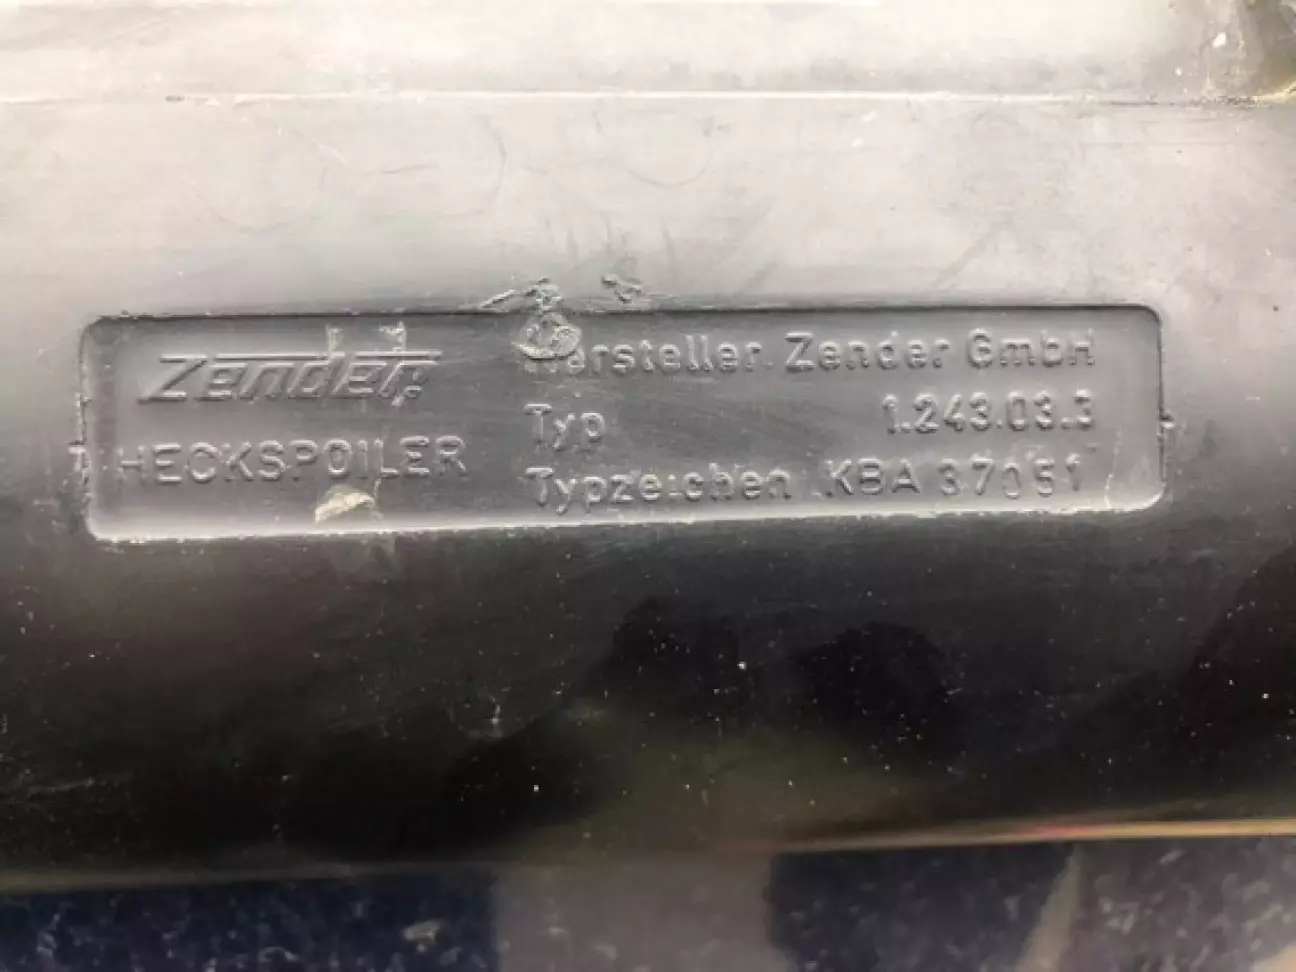 Zender
HECKSPOILER
Hersteller Zender GmbH
Typ 1.243.03.3
Typzeichen KBA 37051